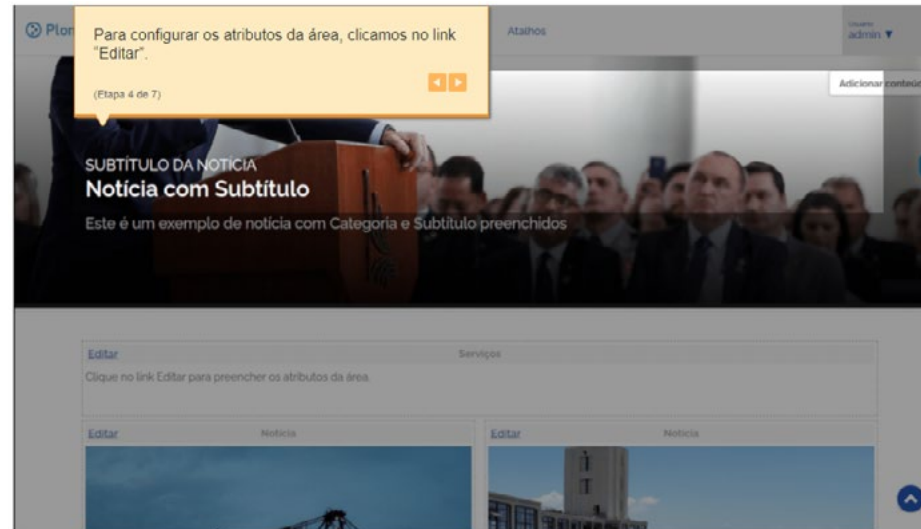 Para configurar os atributos da área, clicamos no link
"Editar".
(Etapa 4 de 7)
Plon
Atalhos
Usuário
admin ▼
Adicionar conteúd
SUBTÍTULO DA NOTÍCIA
Notícia com Subtítulo
Este é um exemplo de notícia com Categoria e Subtítulo preenchidos
Editar
Serviços
Clique no link Editar para preencher os atributos da área.
Editar
Notícia
Editar
Notícia